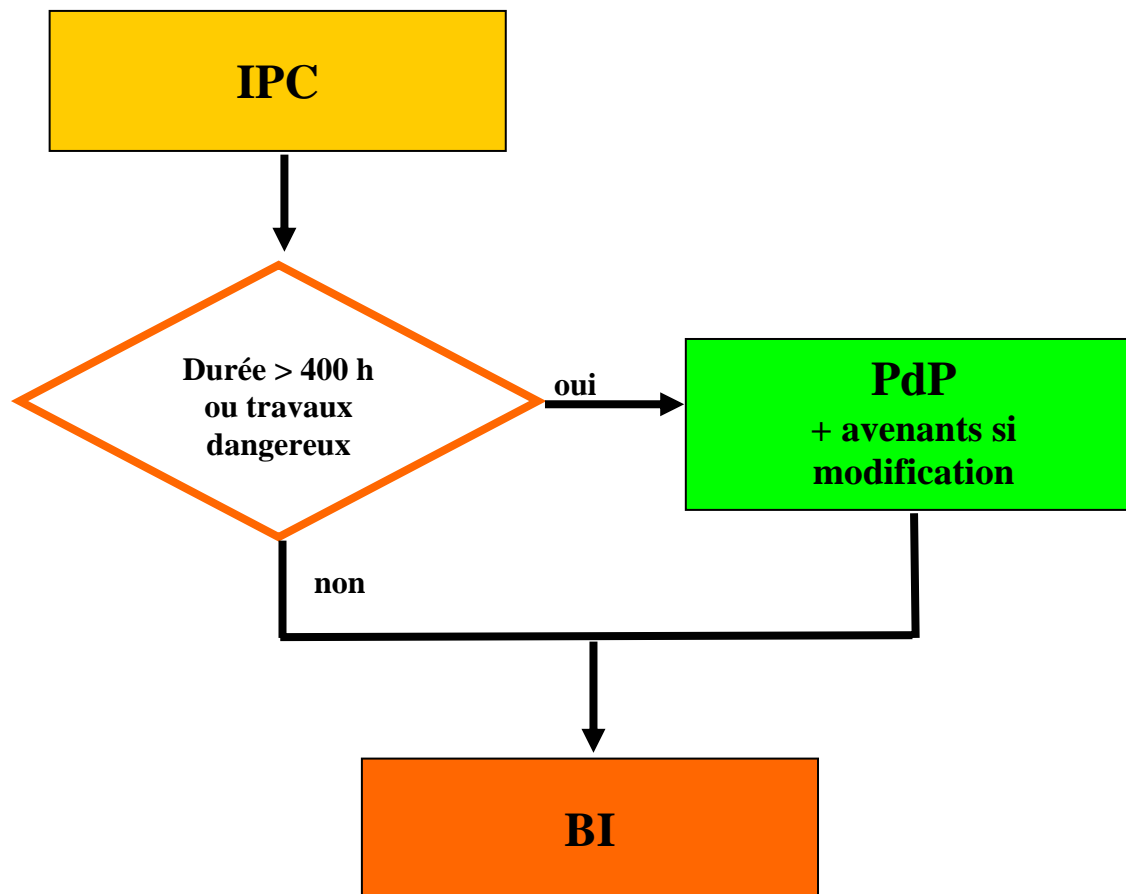 IPC
Durée > 400 h
ou travaux
dangereux
oui
PdP
+ avenants si
modification
non
BI